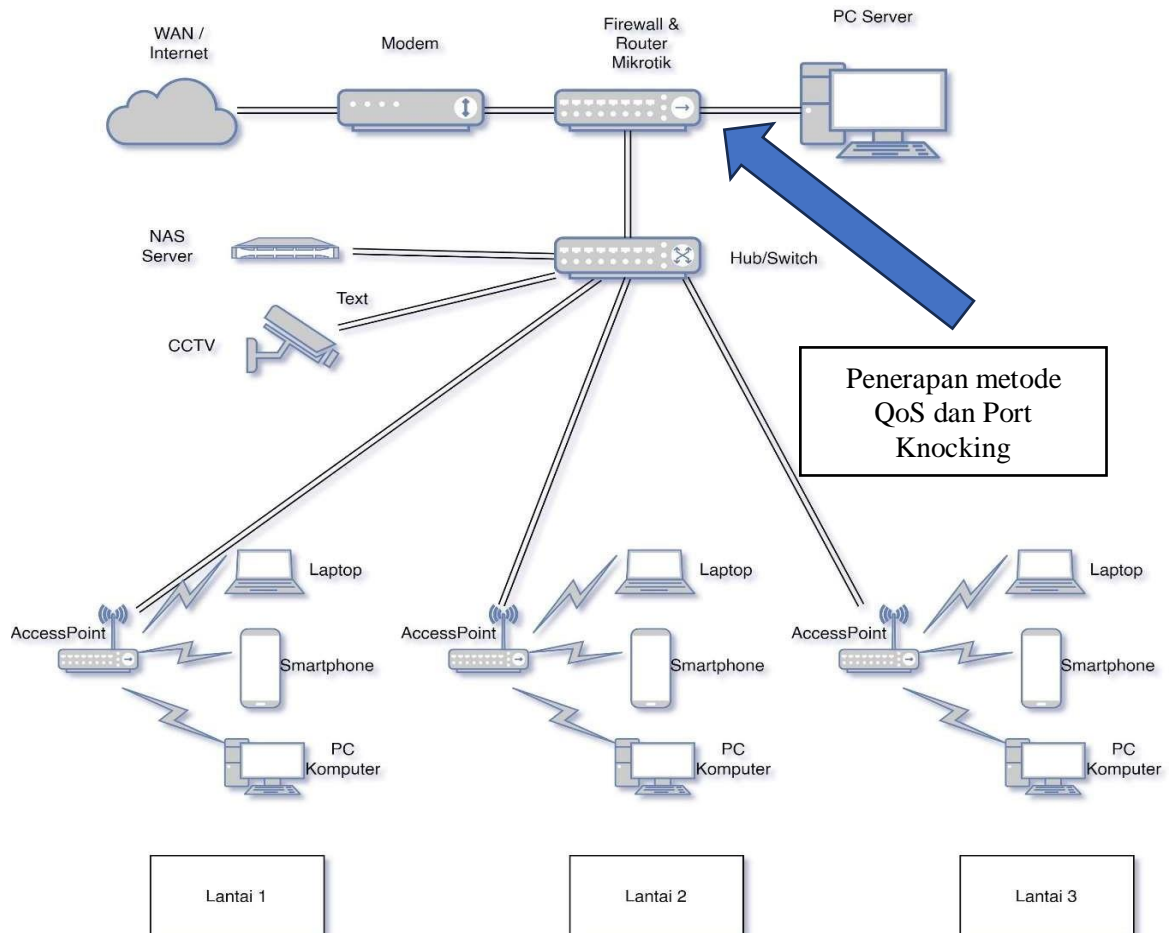 WAN /
Internet
Modem
Firewall &
Router
Mikrotik
PC Server
NAS
Server
Hub/Switch
Text
CCTV
Penerapan metode
QoS dan Port
Knocking
Laptop
AccessPoint
Smartphone
PC
Komputer
Laptop
AccessPoint
Smartphone
PC
Komputer
Laptop
AccessPoint
Smartphone
PC
Komputer
Lantai 1
Lantai 2
Lantai 3